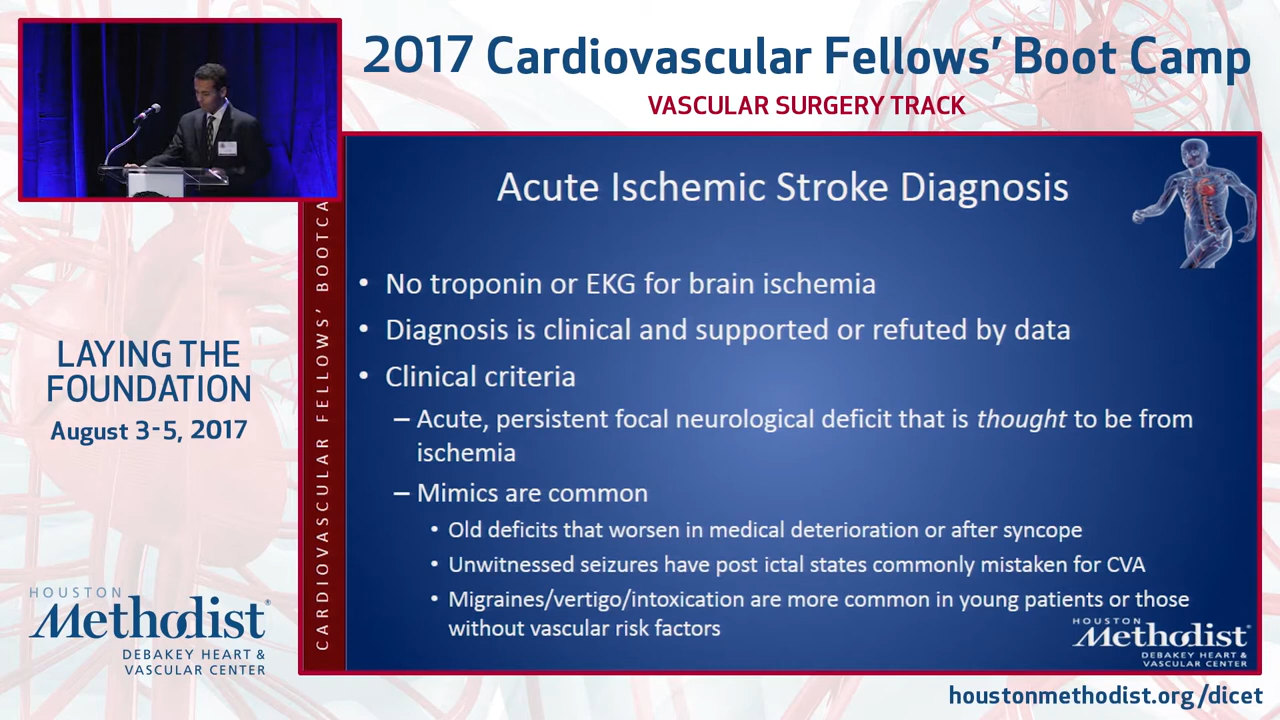 2017 Cardiovascular Fellows’ Boot Camp
VASCULAR SURGERY TRACK
LAYING THE
FOUNDATION
August 3-5, 2017
HOUSTON
Methodist®
DEBAKEY HEART &
VASCULAR CENTER
CARDIOVASCULAR FELLOWS’ BOOTCA
Acute Ischemic Stroke Diagnosis
• No troponin or EKG for brain ischemia
• Diagnosis is clinical and supported or refuted by data
• Clinical criteria
– Acute, persistent focal neurological deficit that is thought to be from
ischemia
– Mimics are common
• Old deficits that worsen in medical deterioration or after syncope
• Unwitnessed seizures have post ictal states commonly mistaken for CVA
• Migraines/vertigo/intoxication are more common in young patients or those
without vascular risk factors
HOUSTON
Methodist®
DEBAKEY HEART &
VASCULAR CENTER
houstonmethodist.org/dicet